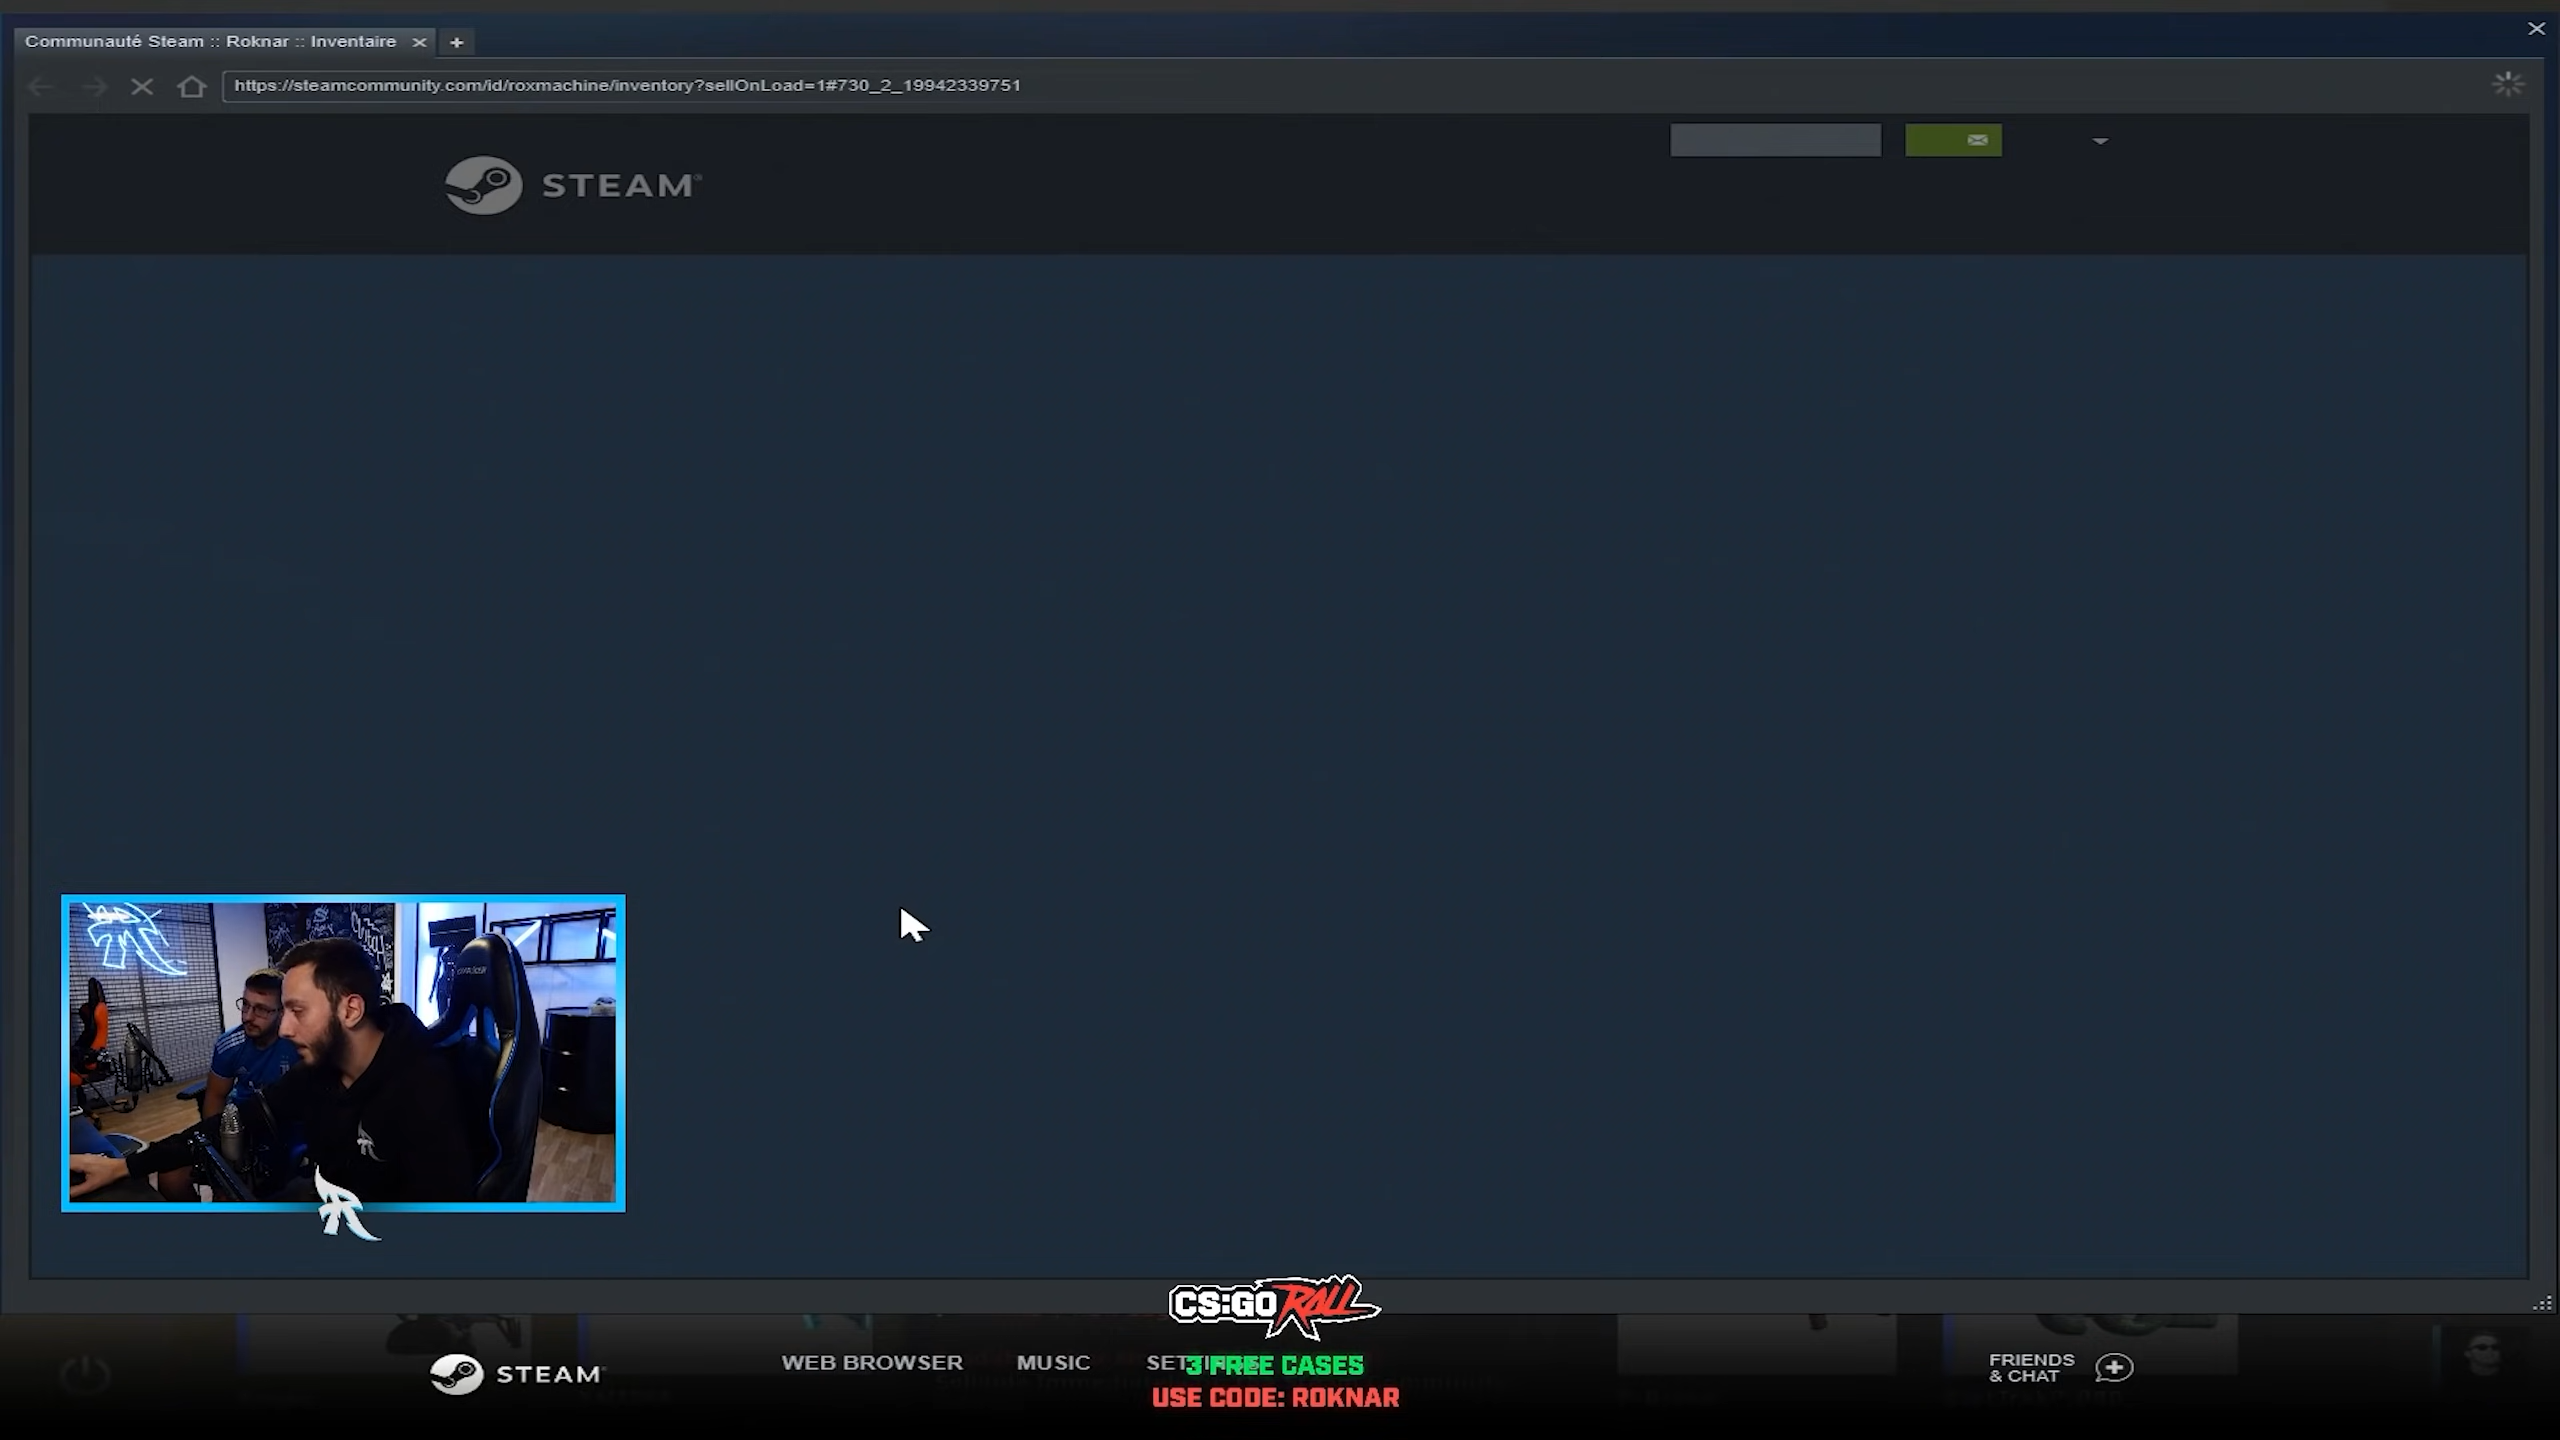 Communauté Steam :: Roknar :: Inventaire
https://steamcommunity.com/id/roxmachine/inventory?sellOnLoad=1#730_2_19942339751
STEAM
CS:GO ROLL
STEAM
WEB BROWSER
MUSIC
3 FREE CASES
USE CODE: ROKNAR
FRIENDS
& CHAT